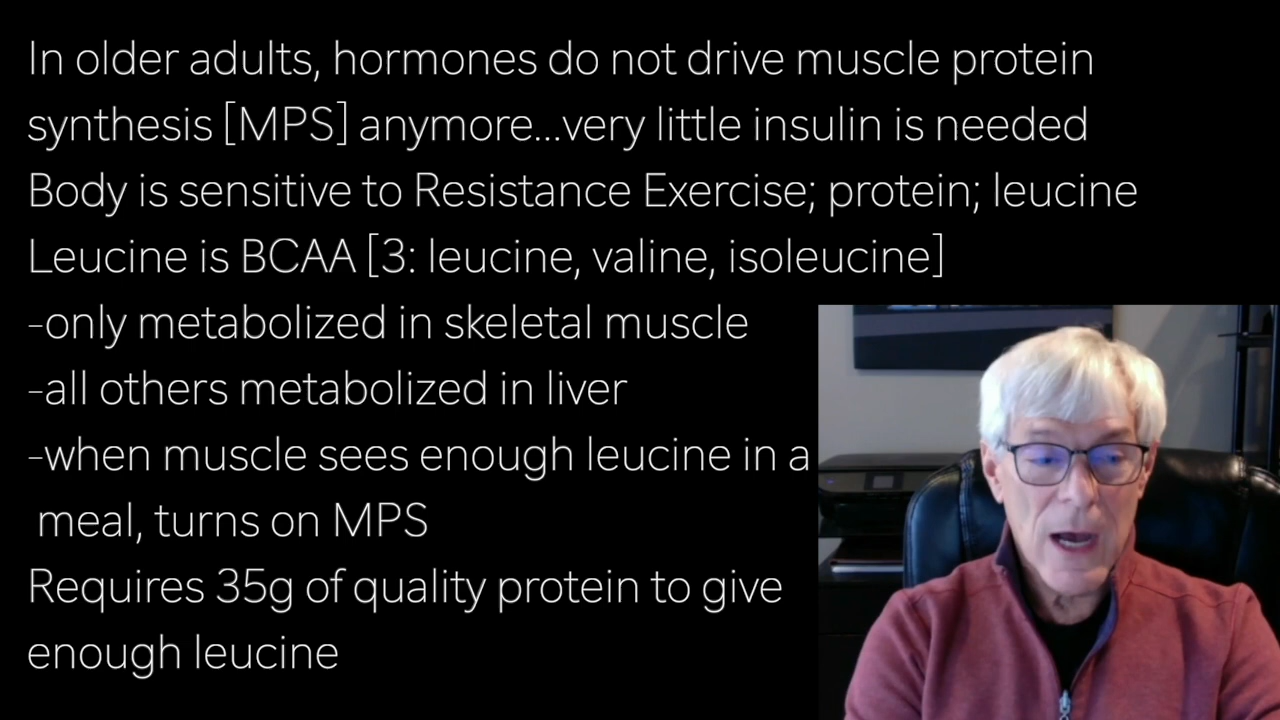 In older adults, hormones do not drive muscle protein
synthesis [MPS] anymore...very little insulin is needed
Body is sensitive to Resistance Exercise; protein; leucine
Leucine is BCAA [3: leucine, valine, isoleucine]
-only metabolized in skeletal muscle
-all others metabolized in liver
-when muscle sees enough leucine in a
meal, turns on MPS
Requires 35g of quality protein to give
enough leucine